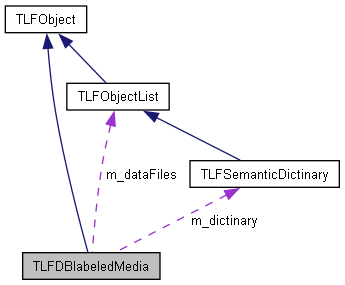 TLFObject
TLFObjectList
m_dataFiles
TLFSemanticDictinary
m_dictinary
TLFDBlabeledMedia